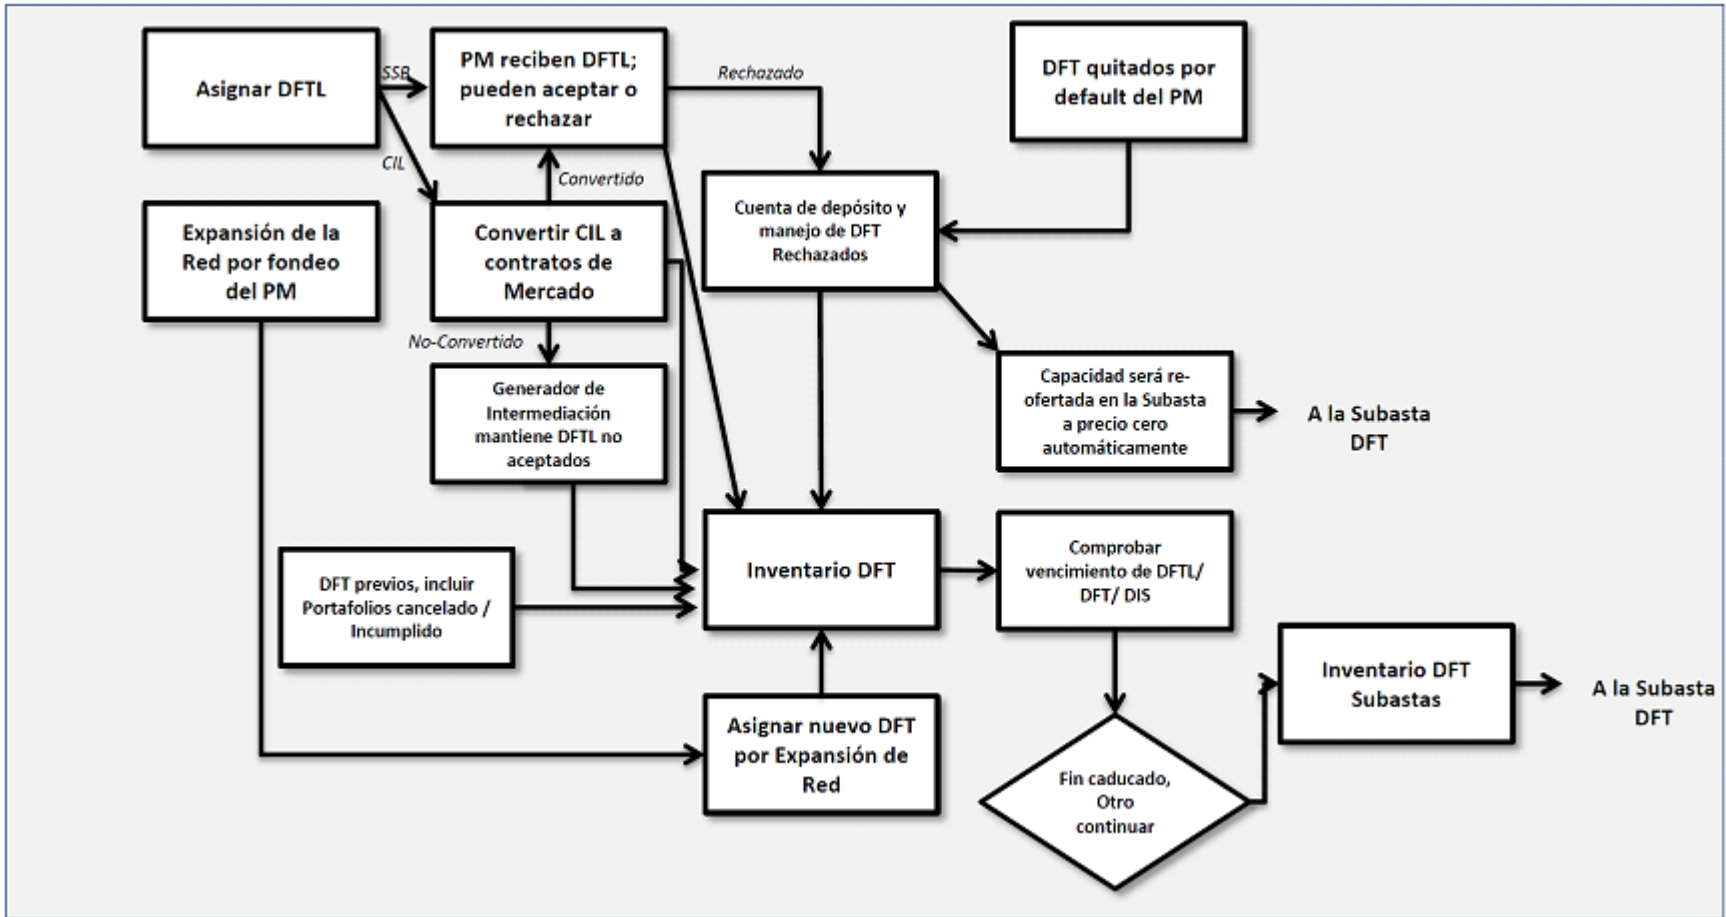 Asignar DFTL
SSB
PM reciben DFTL;
pueden aceptar o
rechazar
Rechazado
DFT quitados por
default del PM
CIL
Convertido
Expansión de la
Red por fondeo
del PM
Convertir CIL a
contratos de
Mercado
Cuenta de depósito y
manejo de DFT
Rechazados
No-Convertido
Generador de
Intermediación
mantiene DFTL no
aceptados
Capacidad será re-
ofertada en la Subasta
a precio cero
automáticamente
A la Subasta
DFT
DFT previos, incluir
Portafolios cancelado /
Incumplido
Inventario DFT
Comprobar
vencimiento de DFTL/
DFT/ DIS
Inventario DFT
Subastas
A la Subasta
DFT
Asignar nuevo DFT
por Expansión de
Red
Fin caducado,
Otro
continuar